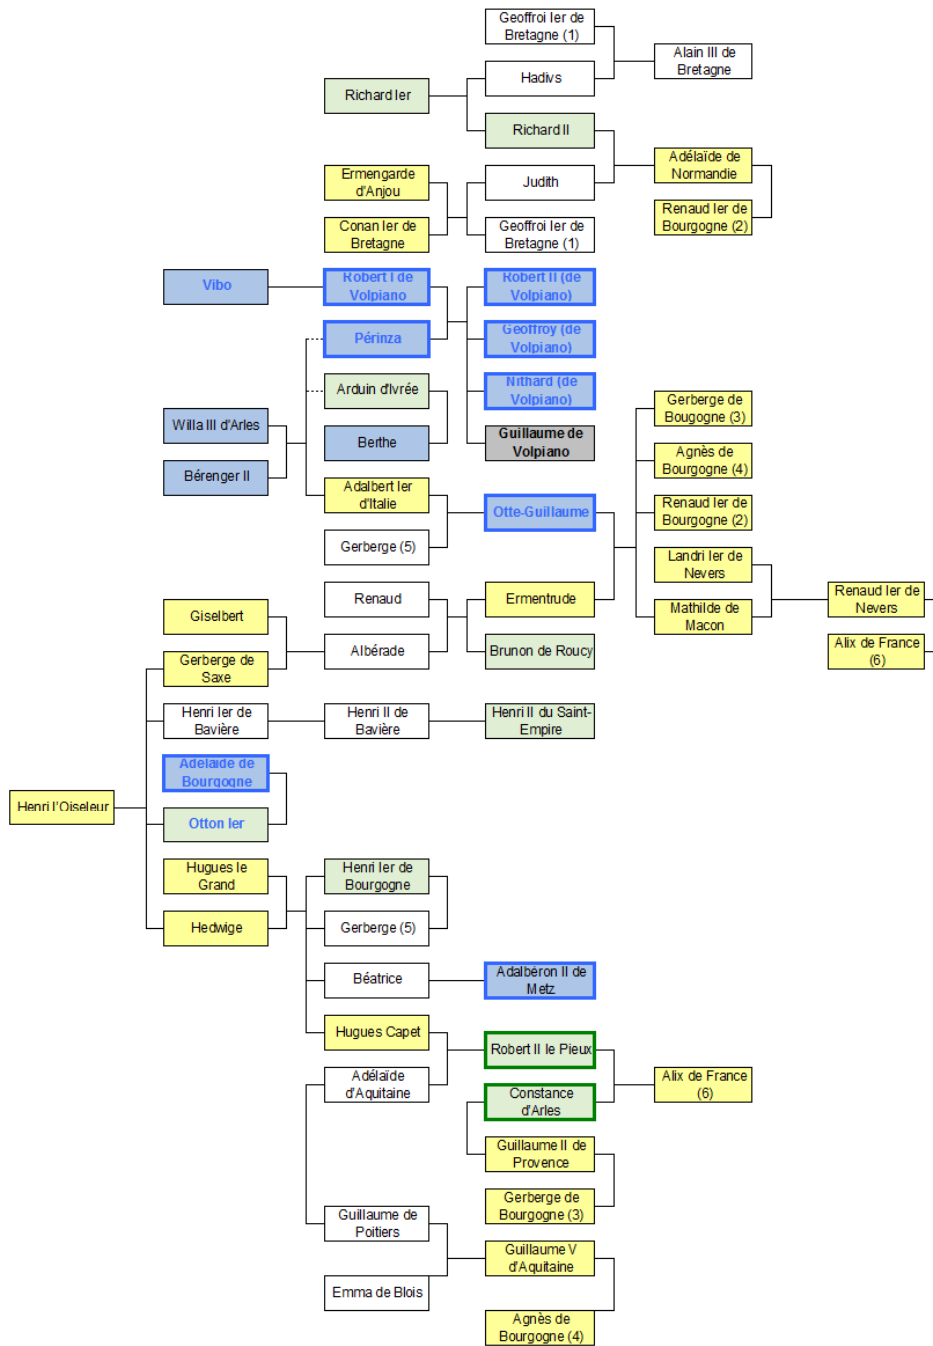 Geoffroi Ier de
Bretagne (1)
Alain III de
Bretagne
Hadivs
Richard Ier
Richard II
Adélaïde de
Normandie
Ermengarde
d'Anjou
Judith
Renaud Ier de
Bourgogne (2)
Conan Ier de
Bretagne
Geoffroi Ier de
Bretagne (1)
Vibo
Robert I de
Volpiano
Robert II (de
Volpiano)
Périnza
Geoffroy (de
Volpiano)
Arduin d'Ivrée
Nithard (de
Volpiano)
Gerberge de
Bougogne (3)
Willa III d'Arles
Berthe
Guillaume de
Volpiano
Agnès de
Bourgogne (4)
Bérenger II
Adalbert Ier
d'Italie
Otte-Guillaume
Renaud Ier de
Bourgogne (2)
Gerberge (5)
Landri Ier de
Nevers
Renaud
Ermentrude
Renaud Ier de
Nevers
Giselbert
Mathilde de
Macon
Albérade
Brunon de Roucy
Alix de France
(6)
Gerberge de
Saxe
Henri Ier de
Bavière
Henri II de
Bavière
Henri II du Saint-
Empire
Adélaïde de
Bourgogne
Henri l'Oiseleur
Otton Ier
Hugues le
Grand
Henri Ier de
Bourgogne
Hedwige
Gerberge (5)
Béatrice
Adalbéron II de
Metz
Hugues Capet
Robert II le Pieux
Adélaïde
d'Aquitaine
Alix de France
(6)
Constance
d'Arles
Guillaume II de
Provence
Gerberge de
Bourgogne (3)
Guillaume de
Poitiers
Guillaume V
d'Aquitaine
Emma de Blois
Agnès de
Bourgogne (4)